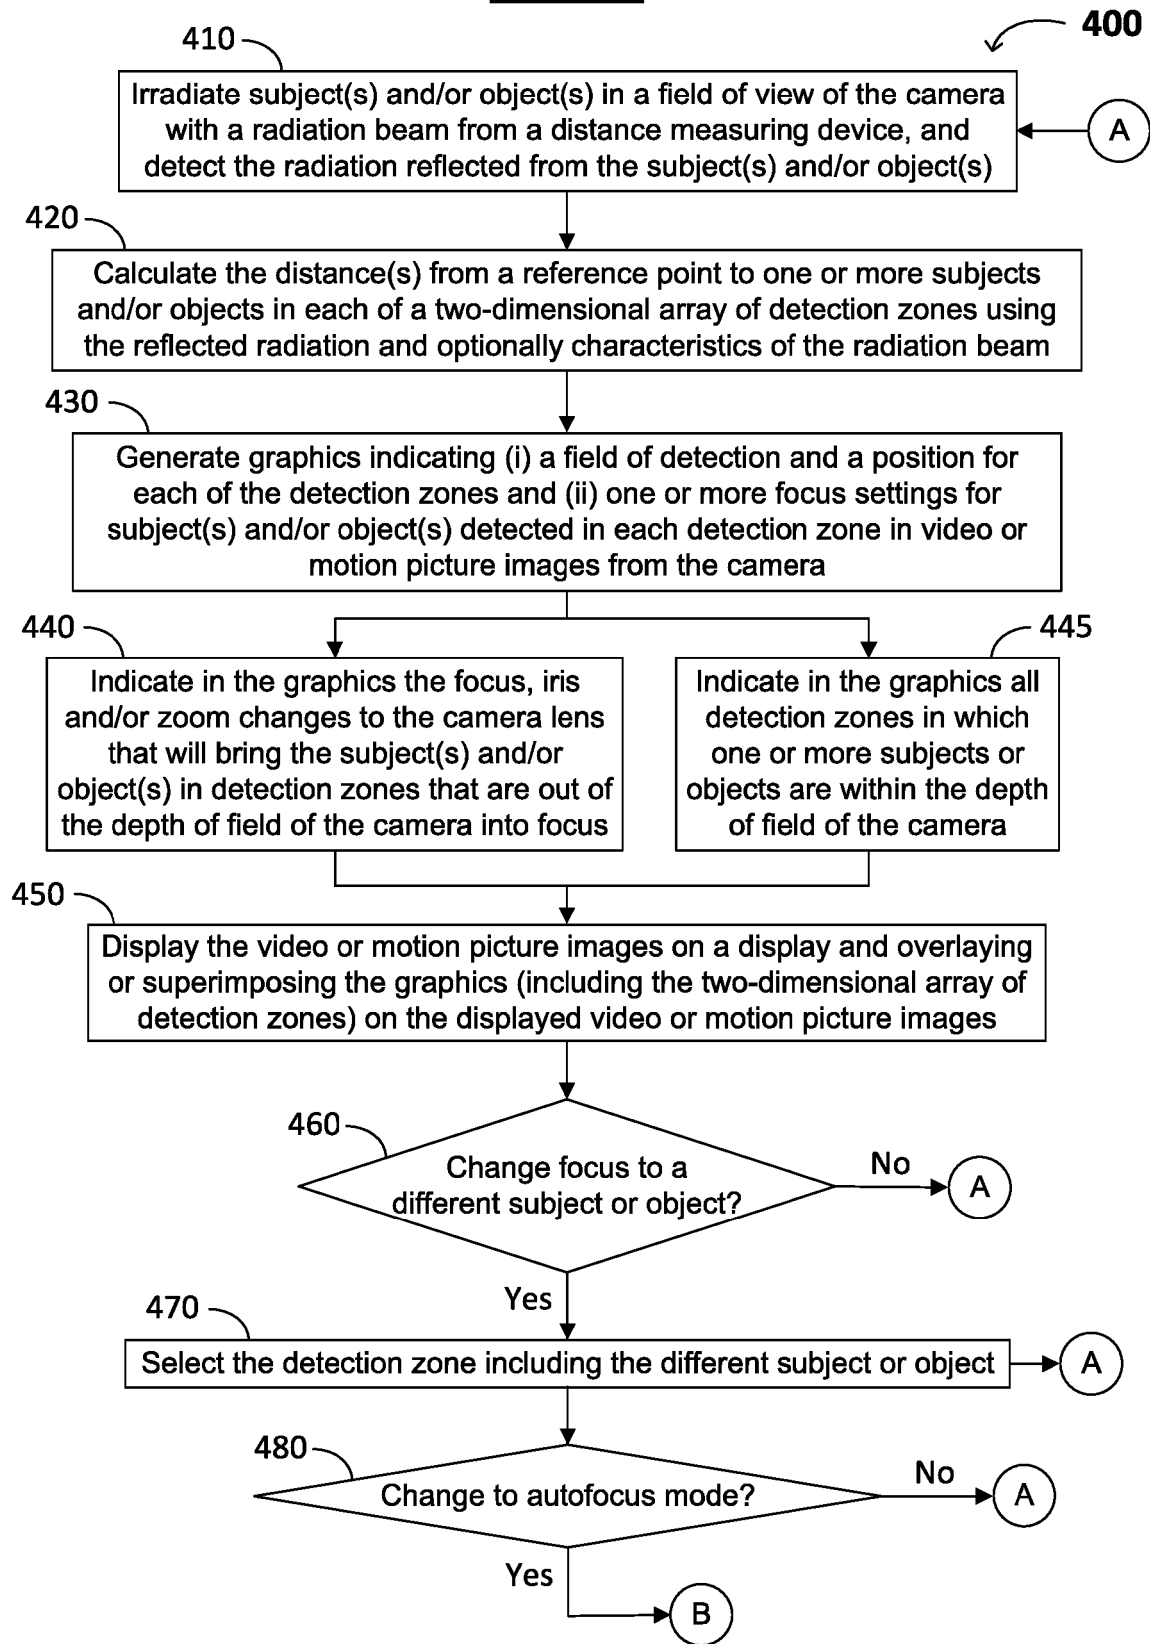 400
410
Irradiate subject(s) and/or object(s) in a field of view of the camera
with a radiation beam from a distance measuring device, and
detect the radiation reflected from the subject(s) and/or object(s)
A
420
Calculate the distance(s) from a reference point to one or more subjects
and/or objects in each of a two-dimensional array of detection zones using
the reflected radiation and optionally characteristics of the radiation beam
430
Generate graphics indicating (i) a field of detection and a position for
each of the detection zones and (ii) one or more focus settings for
subject(s) and/or object(s) detected in each detection zone in video or
motion picture images from the camera
440
Indicate in the graphics the focus, iris
and/or zoom changes to the camera lens
that will bring the subject(s) and/or
object(s) in detection zones that are out of
the depth of field of the camera into focus
445
Indicate in the graphics all
detection zones in which
one or more subjects or
objects are within the depth
of field of the camera
450
Display the video or motion picture images on a display and overlaying
or superimposing the graphics (including the two-dimensional array of
detection zones) on the displayed video or motion picture images
460
Change focus to a
different subject or object?
No
A
Yes
470
Select the detection zone including the different subject or object
A
480
Change to autofocus mode?
No
A
Yes
B